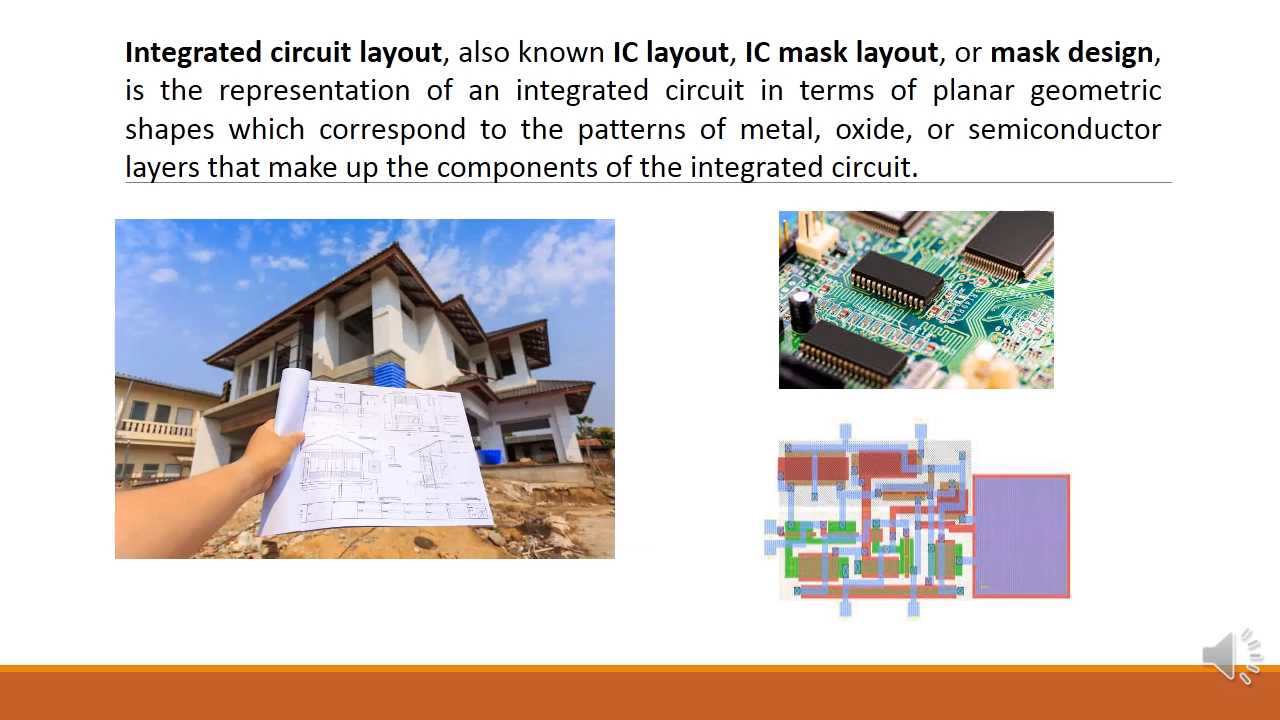 Integrated circuit layout, also known IC layout, IC mask layout, or mask design,
is the representation of an integrated circuit in terms of planar geometric
shapes which correspond to the patterns of metal, oxide, or semiconductor
layers that make up the components of the integrated circuit.